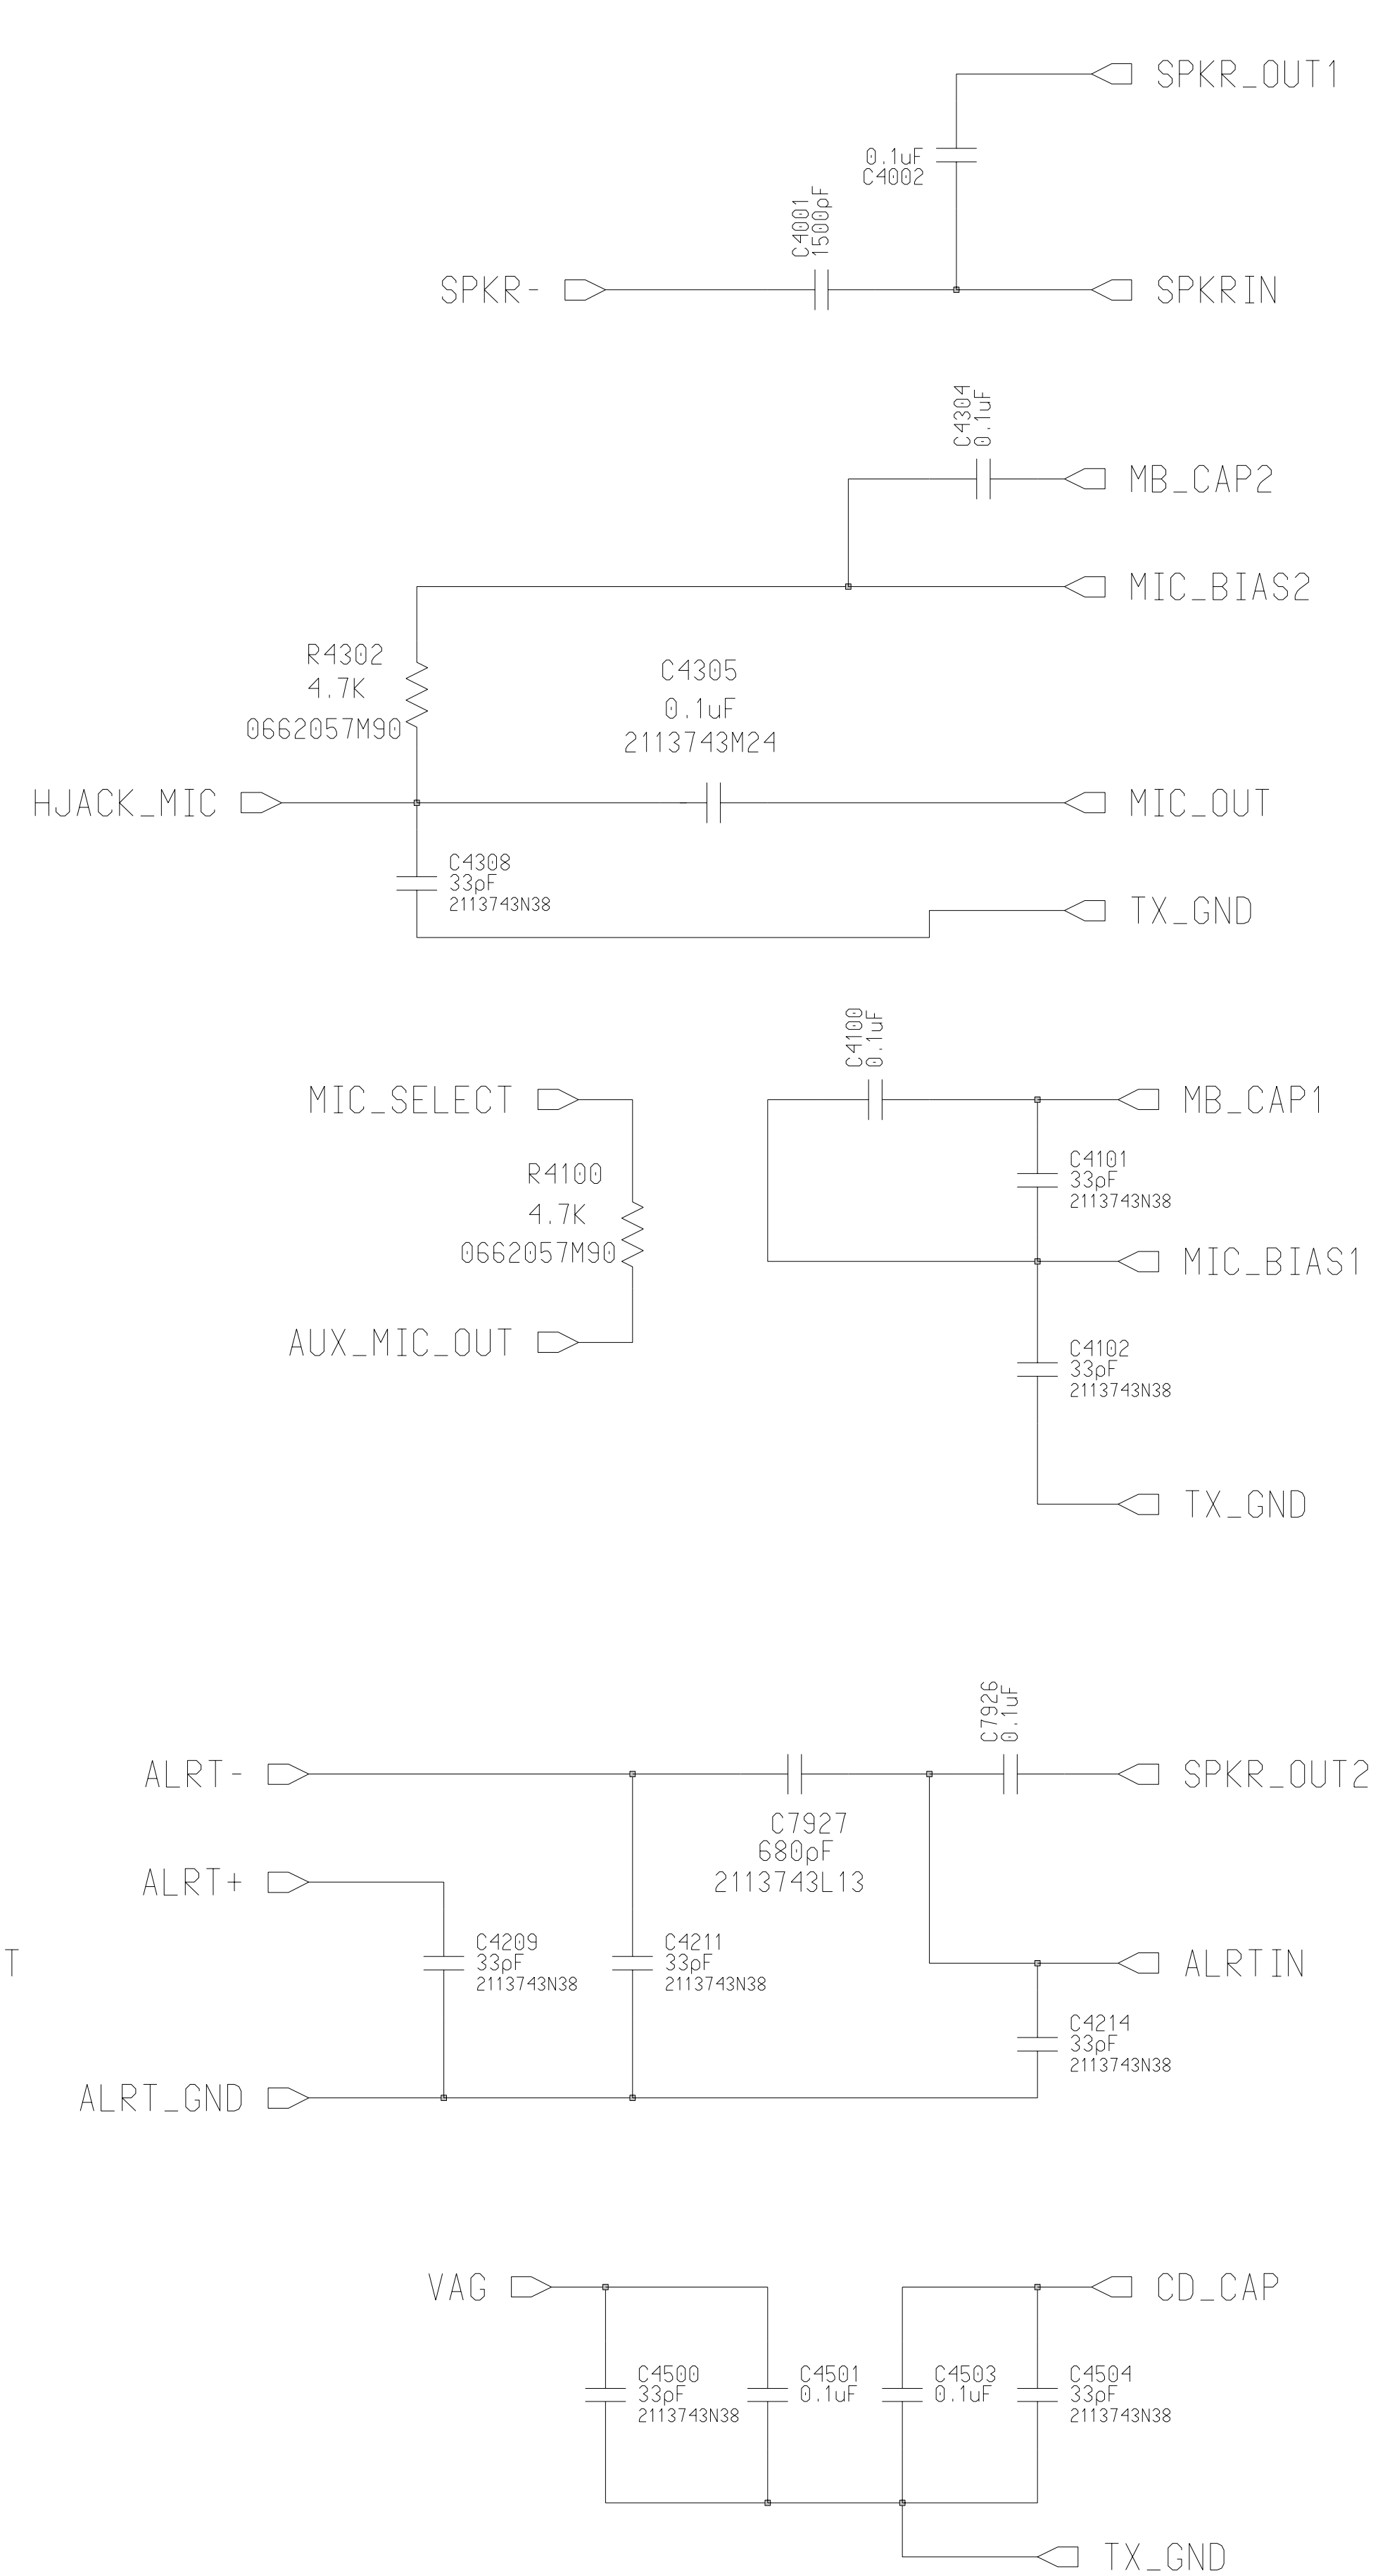 SPKR_OUT1
0.1uF
C4002
C4001
1500pF
SPKR-
SPKRIN
C4304
0.1uF
MB_CAP2
MIC_BIAS2
R4302
4.7K
0662057M90
C4305
0.1uF
2113743M24
HJACK_MIC
MIC_OUT
C4308
33pF
2113743N38
TX_GND
C4100
0.1uF
MIC_SELECT
MB_CAP1
R4100
4.7K
0662057M90
C4101
33pF
2113743N38
MIC_BIAS1
AUX_MIC_OUT
C4102
33pF
2113743N38
TX_GND
C7926
0.1uF
ALRT-
SPKR_OUT2
C7927
680pF
2113743L13
ALRT+
C4209
33pF
2113743N38
C4211
33pF
2113743N38
T
ALRTIN
C4214
33pF
2113743N38
ALRT_GND
VAG
CD_CAP
C4500
33pF
2113743N38
C4501
0.1uF
C4503
0.1uF
C4504
33pF
2113743N38
TX_GND